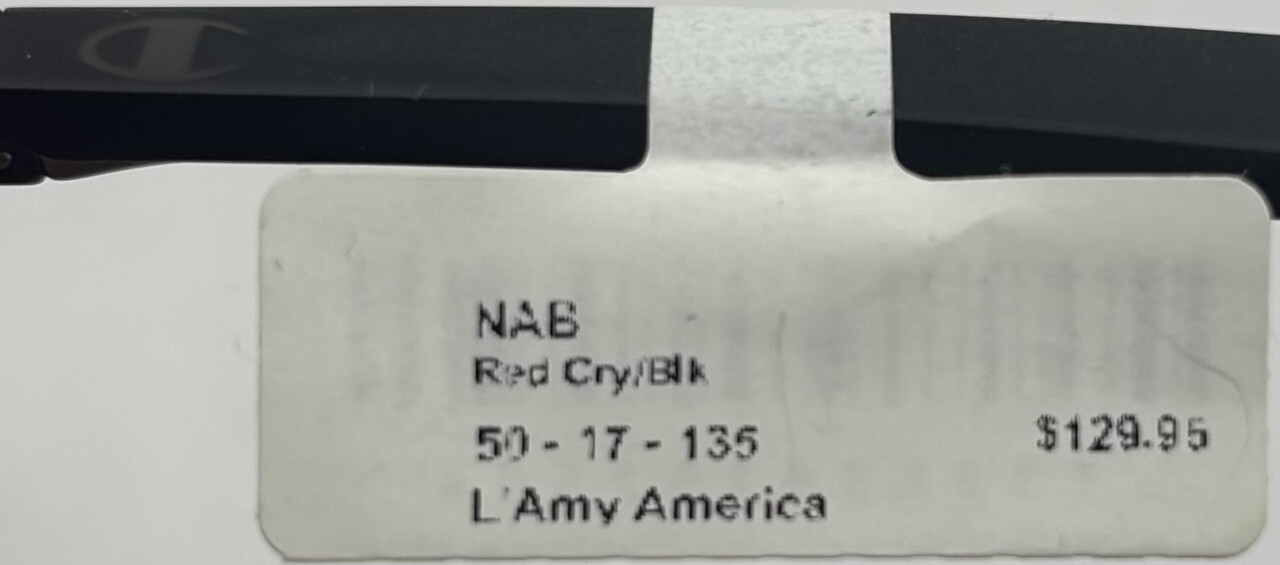 NAB
Red Cry/Blk
50 - 17 - 135
$129.95
L'Amy America